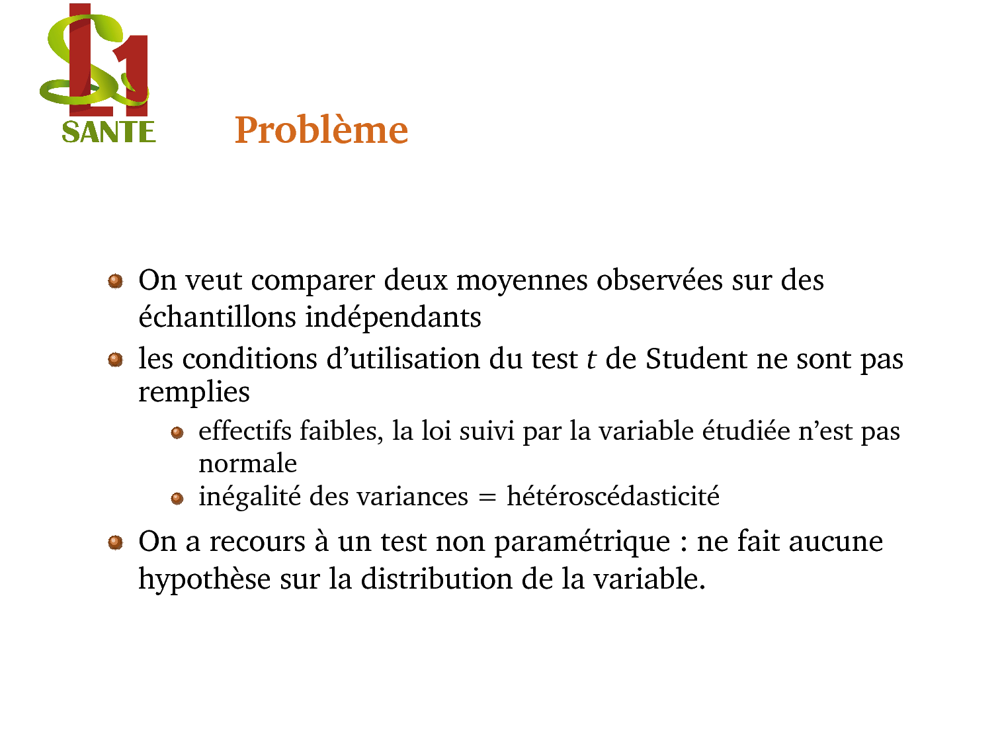 L1
SANTE
Problème
On veut comparer deux moyennes observées sur des
échantillons indépendants
les conditions d’utilisation du test t de Student ne sont pas
remplies
effectifs faibles, la loi suivi par la variable étudiée n’est pas
normale
inégalité des variances = hétéroscédasticité
On a recours à un test non paramétrique : ne fait aucune
hypothèse sur la distribution de la variable.